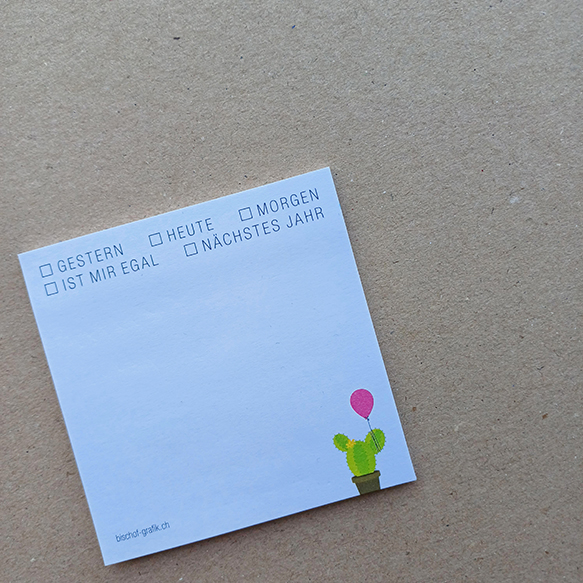 ☐ GESTERN ☐ HEUTE ☐ MORGEN
☐ IST MIR EGAL ☐ NÄCHSTES JAHR
bischof-grafik.ch